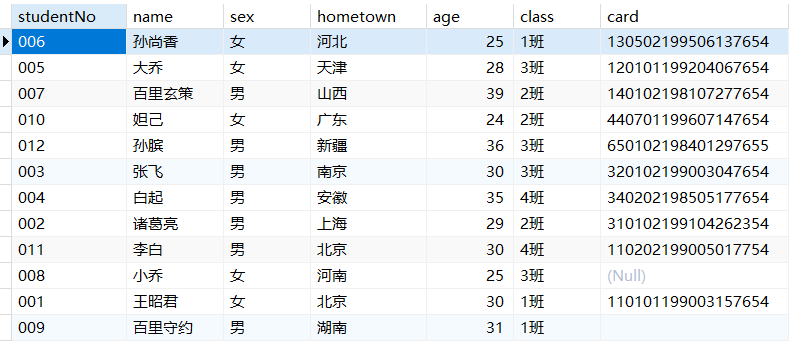 studentNo name sex hometown age class card
006 孙尚香 女 河北 25 1班 130502199506137654
005 大乔 女 天津 28 3班 120101199204067654
007 百里玄策 男 山西 39 2班 140102198107277654
010 妲己 女 广东 24 2班 440701199607147654
012 孙膑 男 新疆 36 3班 650102198401297655
003 张飞 男 南京 30 3班 320102199003047654
004 白起 男 安徽 35 4班 340202198505177654
002 诸葛亮 男 上海 29 2班 310102199104262354
011 李白 男 北京 30 4班 110202199005017754
008 小乔 女 河南 25 3班 (Null)
001 王昭君 女 北京 30 1班 110101199003157654
009 百里守约 男 湖南 31 1班